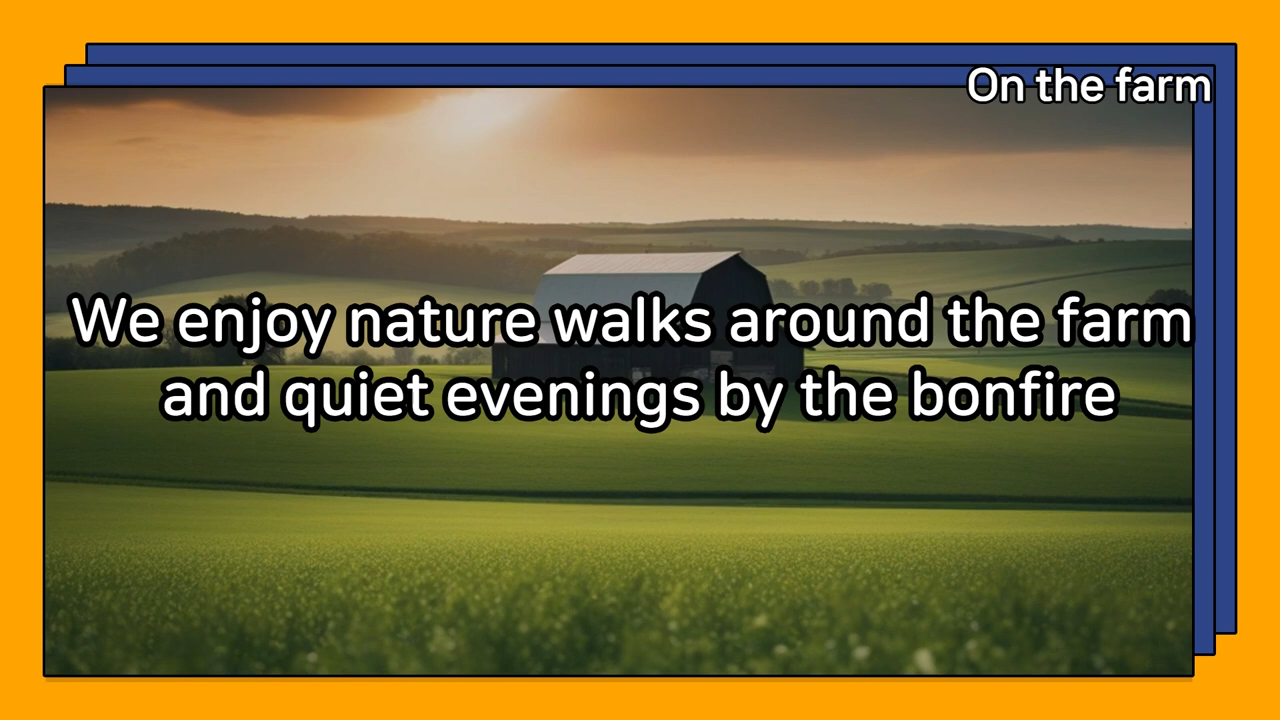 On the farm
We enjoy nature walks around the farm
and quiet evenings by the bonfire